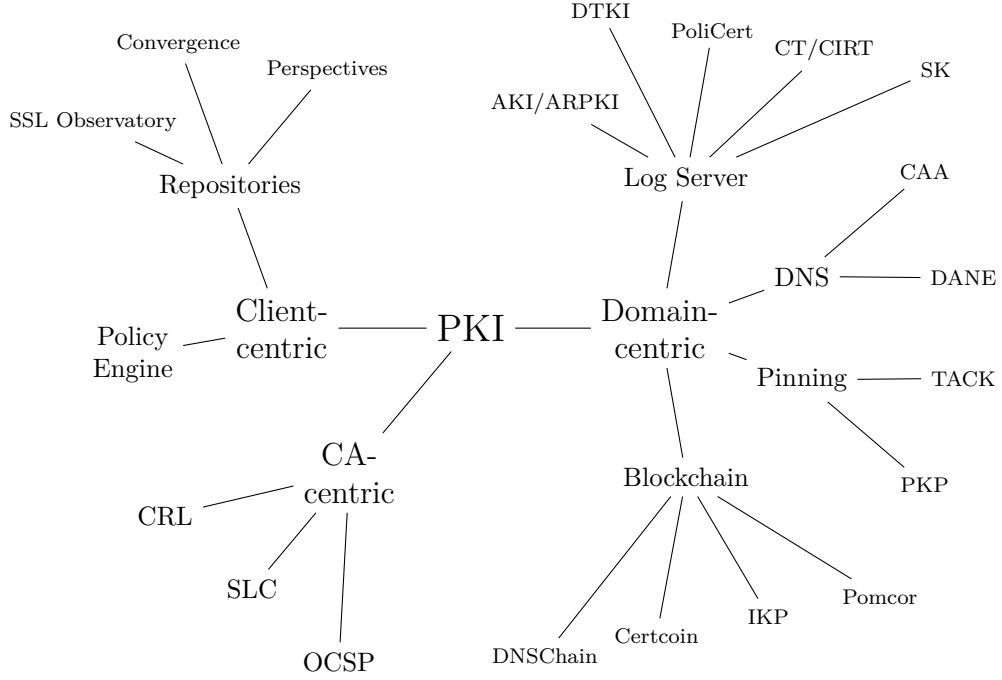 DTKI
PoliCert
Convergence
CT/CIRT
Perspectives
SK
AKI/ARPKI
SSL Observatory
CAA
Log Server
Repositories
DNS
DANE
Client-
centric
PKI
Domain-
centric
Policy
Engine
Pinning
TACK
CA-
centric
Blockchain
PKP
CRL
SLC
Pomcor
IKP
Certcoin
DNSChain
OCSP